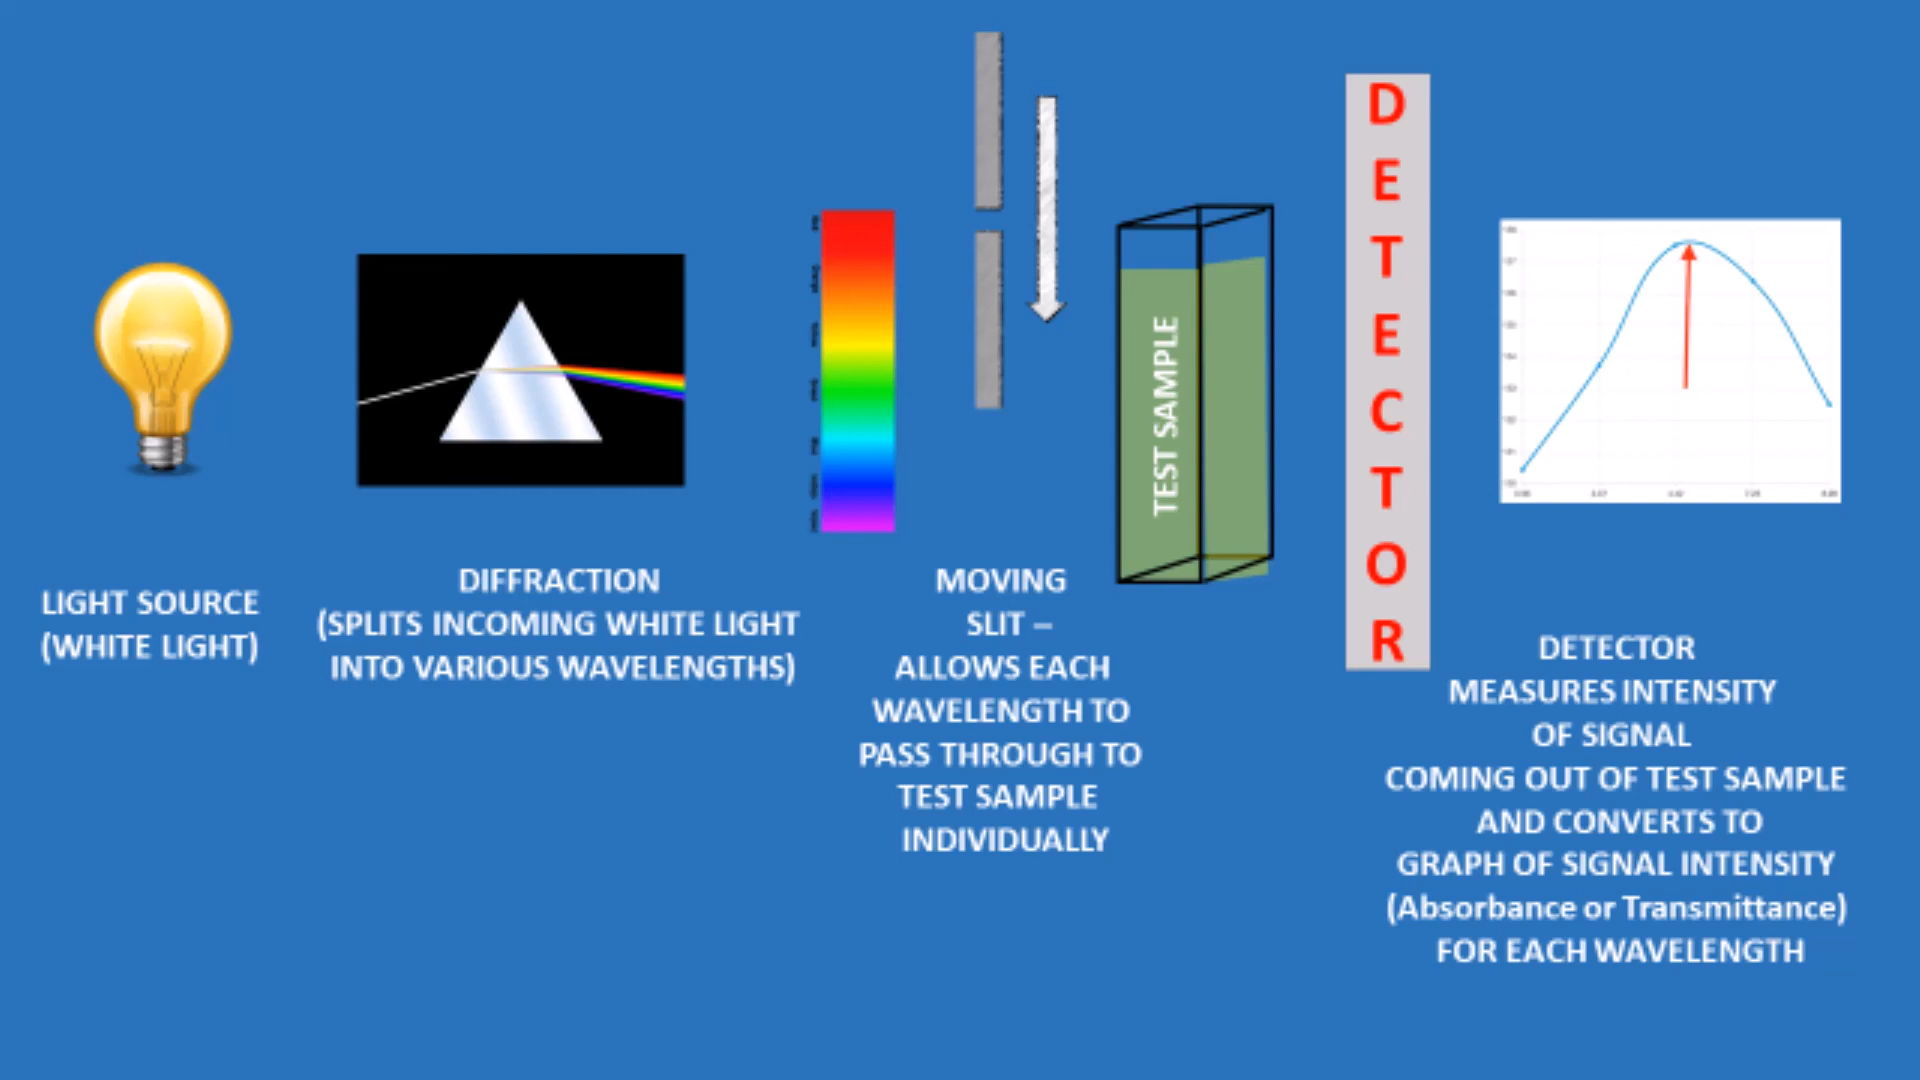 LIGHT SOURCE
(WHITE LIGHT)
DIFFRACTION
(SPLITS INCOMING WHITE LIGHT
INTO VARIOUS WAVELENGTHS)
MOVING
SLIT –
ALLOWS EACH
WAVELENGTH TO
PASS THROUGH TO
TEST SAMPLE
INDIVIDUALLY
TEST SAMPLE
DETECTOR
DETECTOR
MEASURES INTENSITY
OF SIGNAL
COMING OUT OF TEST SAMPLE
AND CONVERTS TO
GRAPH OF SIGNAL INTENSITY
(Absorbance or Transmittance)
FOR EACH WAVELENGTH